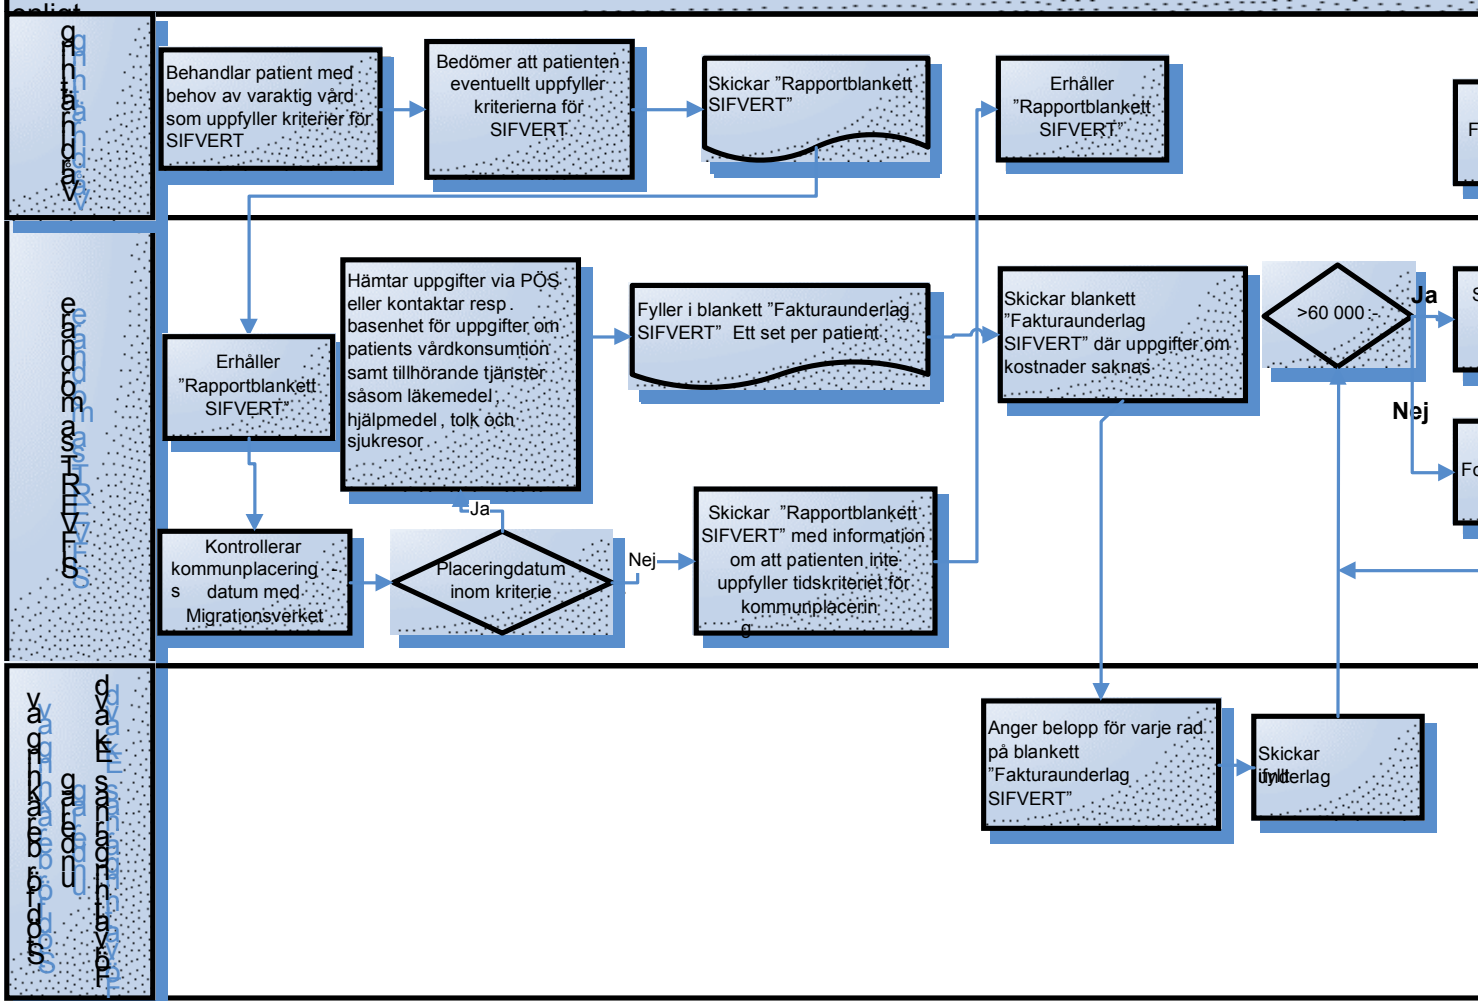 Behandlar patient med
behov av varaktig vård
som uppfyller kriterier för
SIFVERT
Bedömer att patienten
eventuellt uppfyller
kriterierna för
SIFVERT
Skickar "Rapportblankett
SIFVERT"
Erhåller
"Rapportblankett
SIFVERT"
F
SIFVERTsamordnare
Erhåller
"Rapportblankett
SIFVERT"
Hämtar uppgifter via PÖS
eller kontaktar resp.
basenhet för uppgifter om
patients vårdkonsumtion
samt tillhörande tjänster
såsom läkemedel,
hjälpmedel, tolk och
sjukresor.
Fyller i blankett "Fakturaunderlag
SIFVERT" Ett set per patient.
Skickar blankett
"Fakturaunderlag
SIFVERT" där uppgifter om
kostnader saknas
>60 000:-
Ja
S
Nej
Fo
Kontrollerar
kommunplacering -
s datum med
Migrationsverket
Ja
Placeringdatum
inom kriterie
Nej
Skickar "Rapportblankett
SIFVERT" med information
om att patienten inte
uppfyller tidskriteriet för
kommunplacerin
g
Anger belopp för varje rad
på blankett
"Fakturaunderlag
SIFVERT"
Skickar
ifyllt underlag